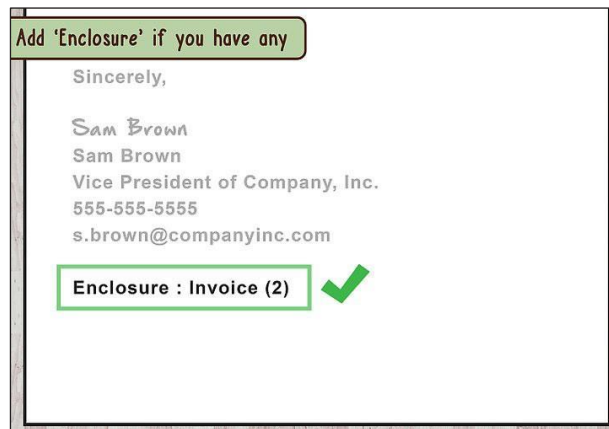 Add 'Enclosure' if you have any
Sincerely,
Sam Brown
Sam Brown
Vice President of Company, Inc.
555-555-5555
s.brown@companyinc.com
Enclosure : Invoice (2)